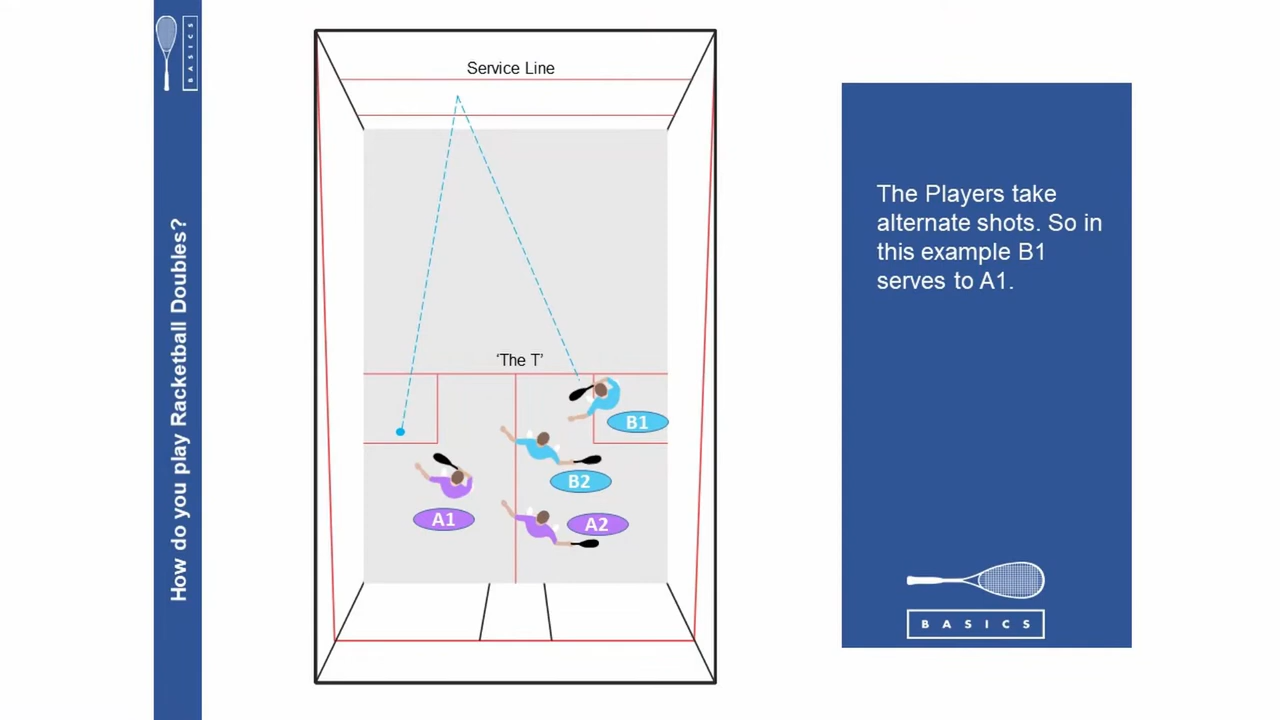 BASICS
How do you play Racketball Doubles?
Service Line
‘The T’
B1
B2
A1
A2
The Players take
alternate shots. So in
this example B1
serves to A1.
BASICS